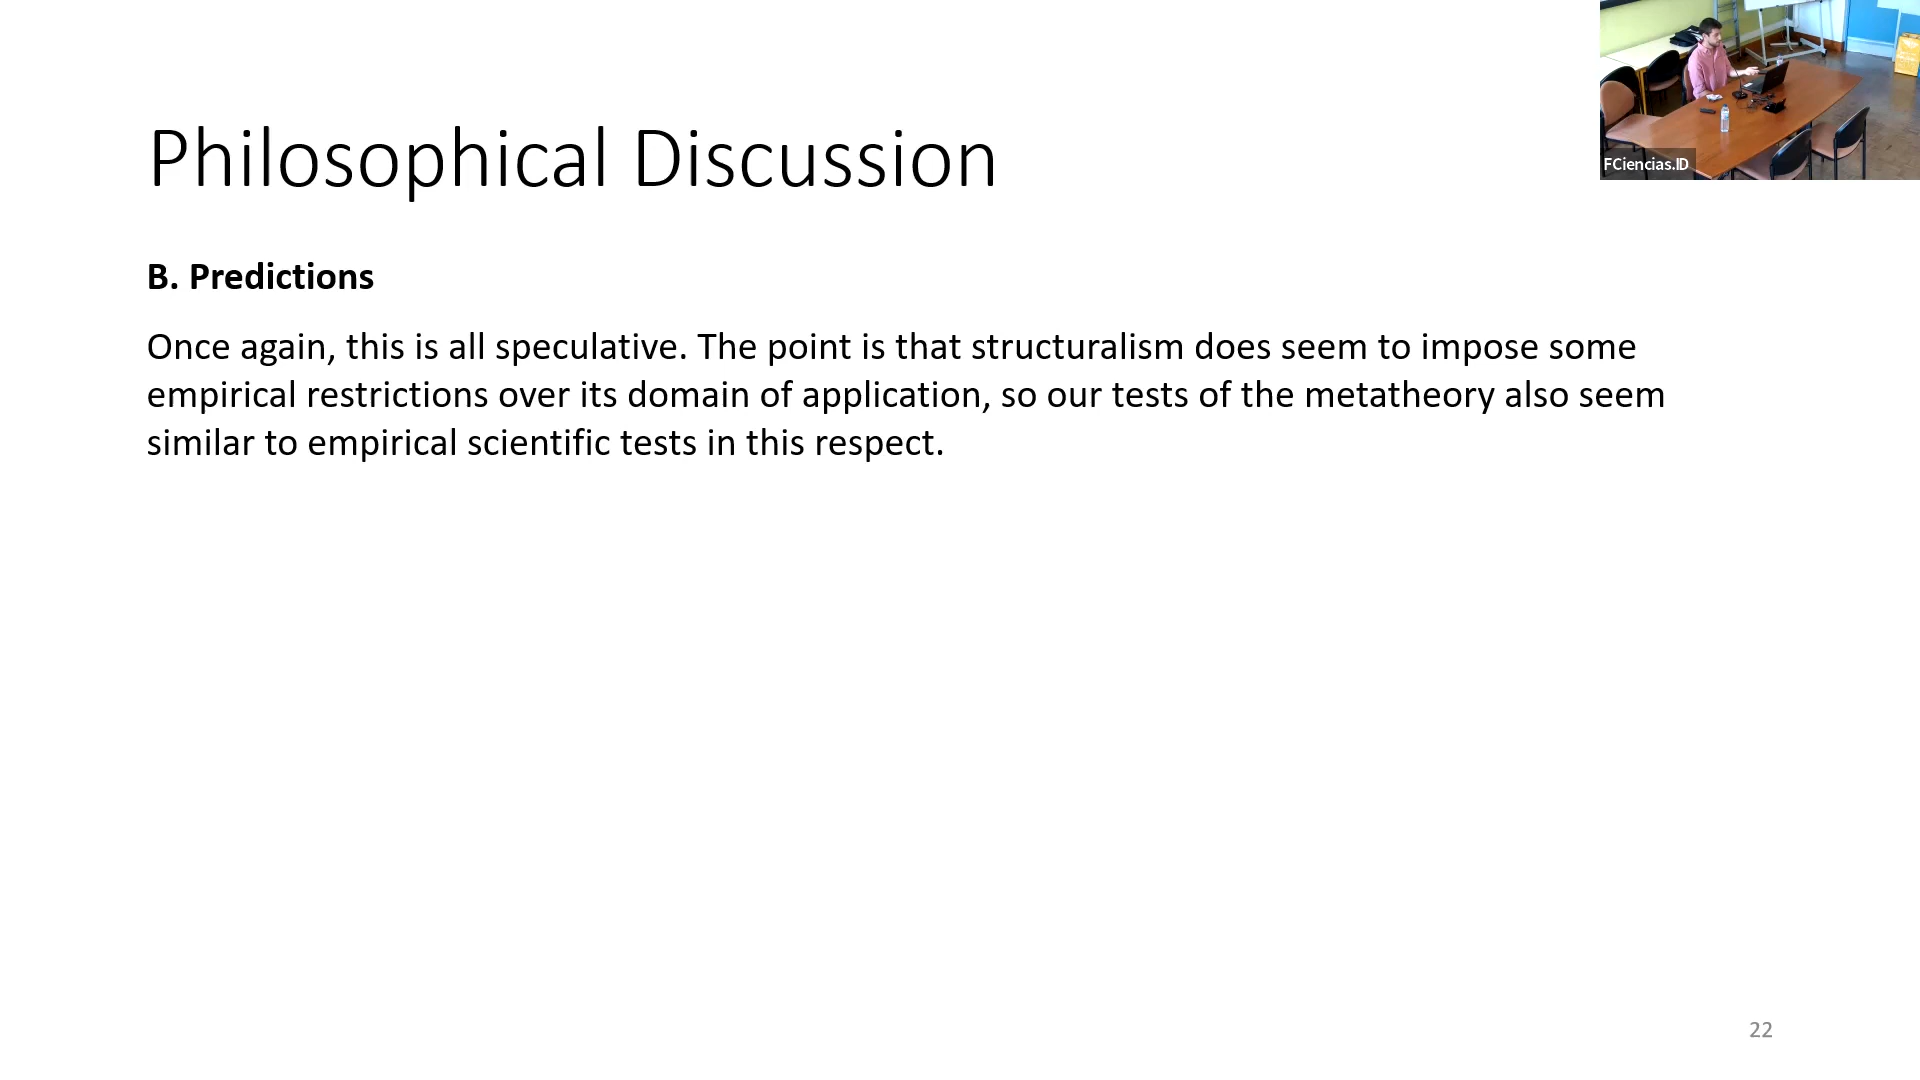 Philosophical Discussion
FCiencias.ID
B. Predictions
Once again, this is all speculative. The point is that structuralism does seem to impose some
empirical restrictions over its domain of application, so our tests of the metatheory also seem
similar to empirical scientific tests in this respect.
22